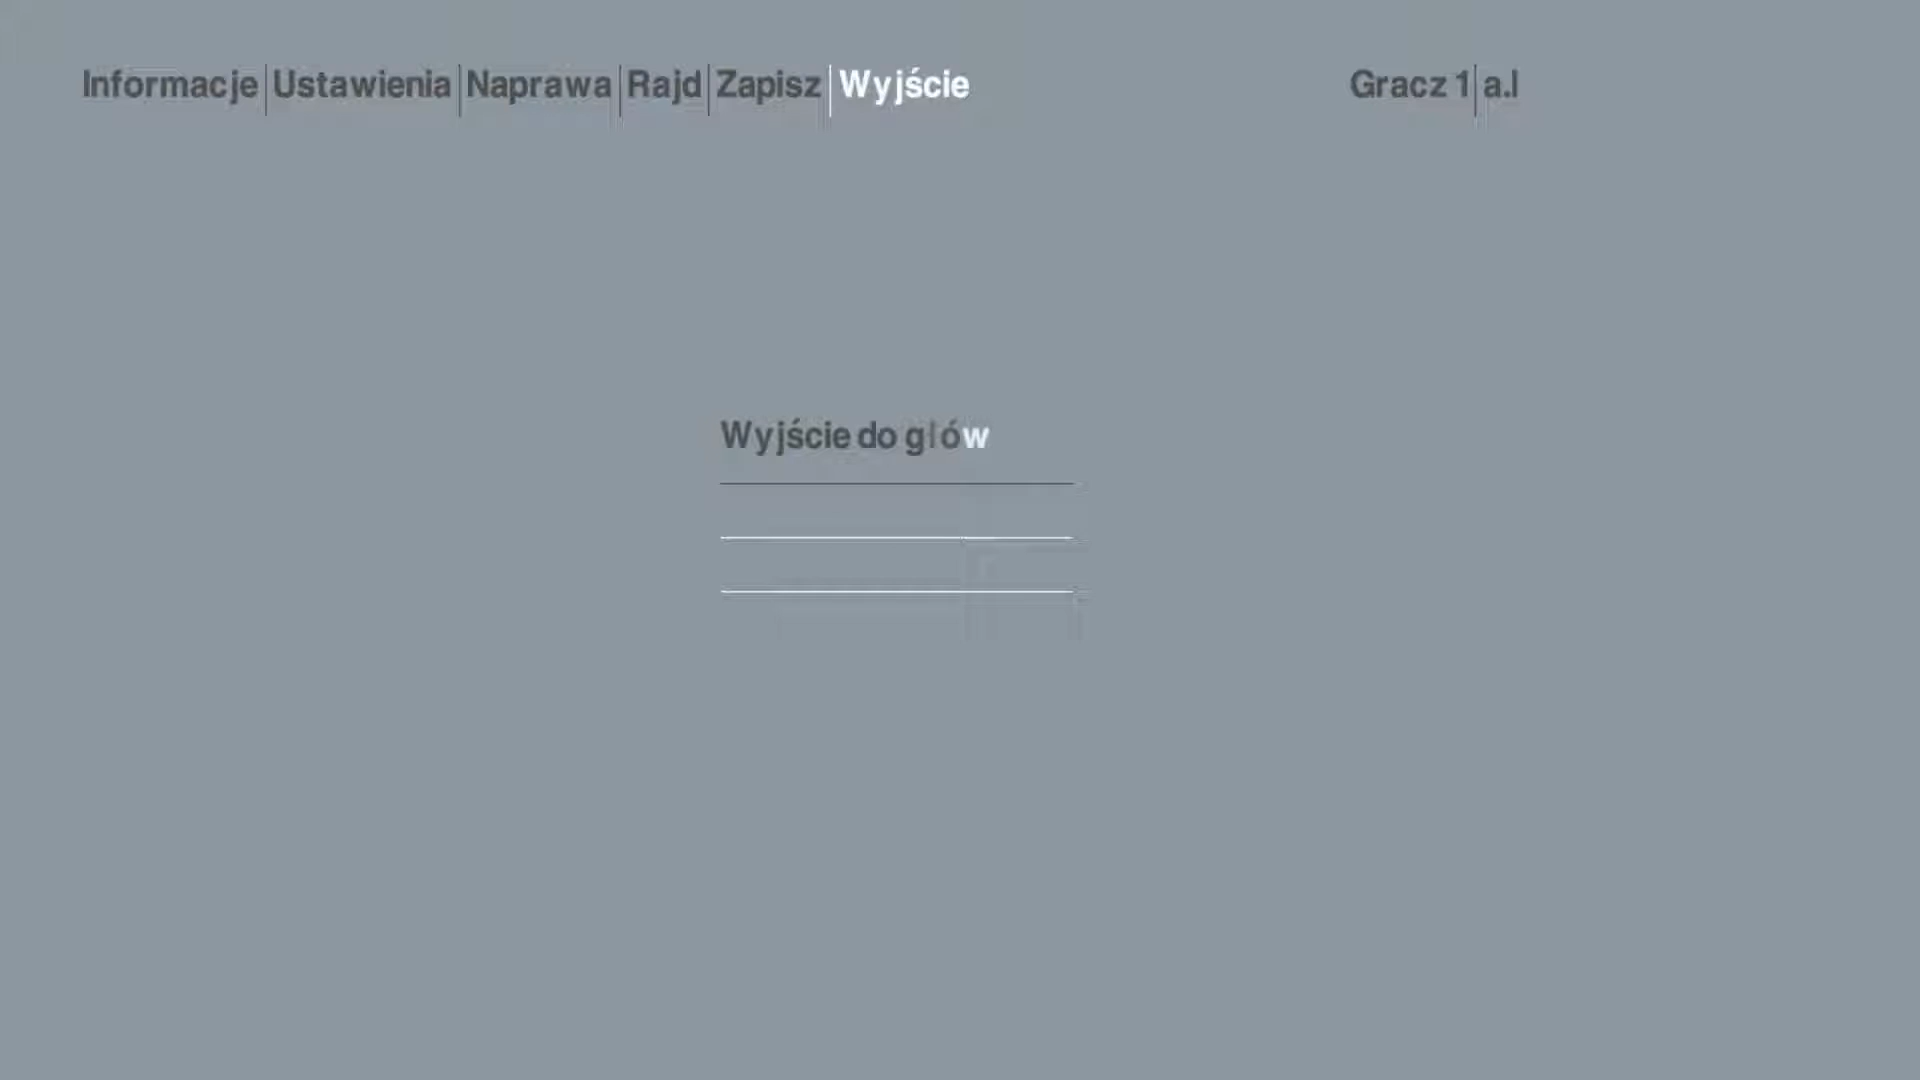 Informacje Ustawienia Naprawa Rajd Zapisz Wyjście Gracz 1 a.l
Wyjście do głów